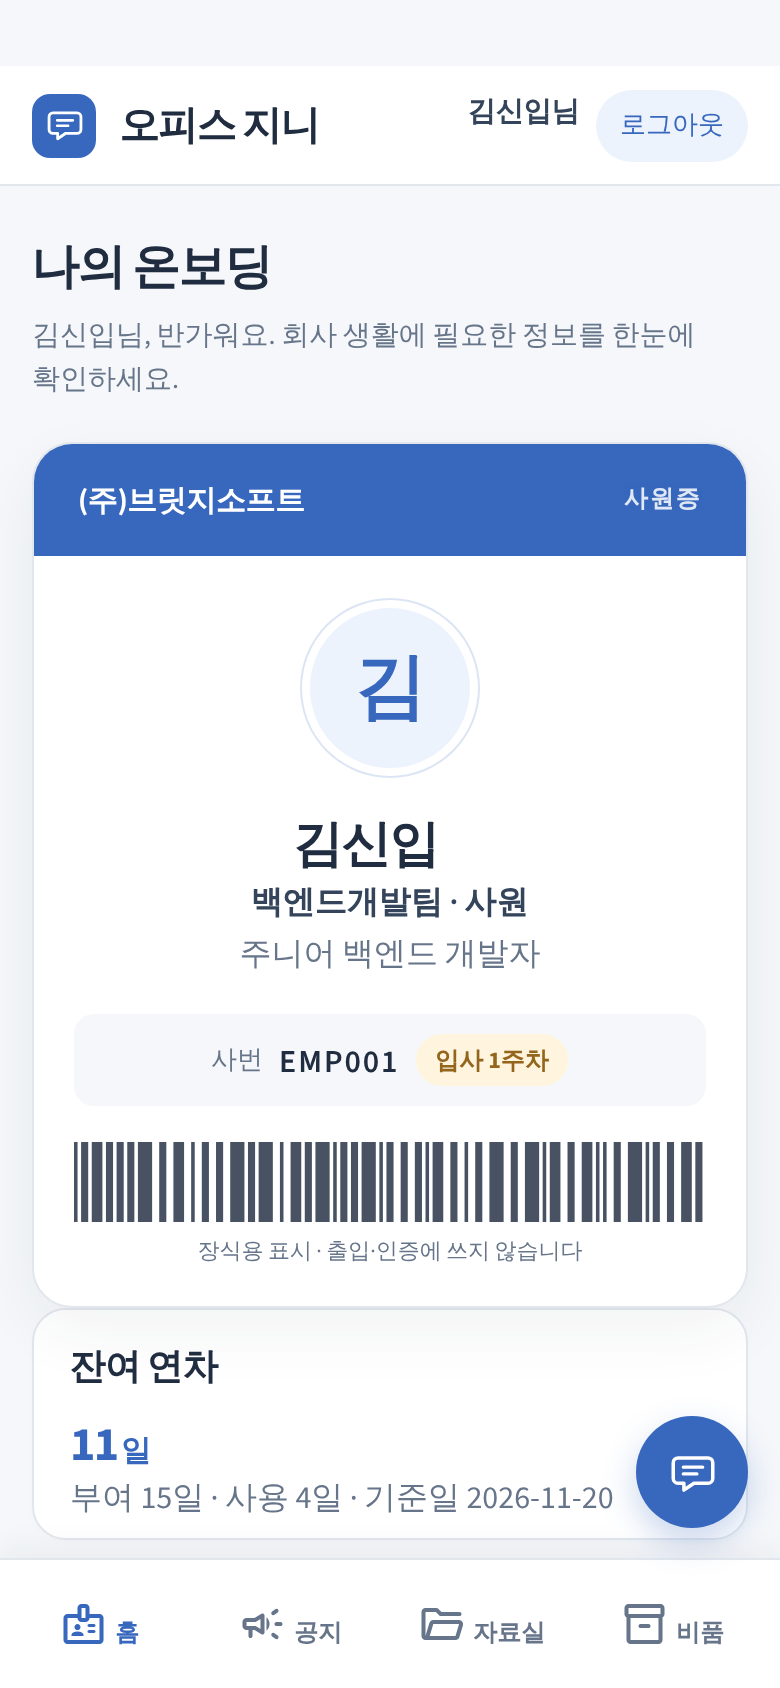 오피스 지니
김신입님
로그아웃
나의 온보딩
김신입님, 반가워요. 회사 생활에 필요한 정보를 한눈에
확인하세요.
(주)브릿지소프트
사원증
김
김신입
백엔드개발팀 · 사원
주니어 백엔드 개발자
사번 EMP001 입사 1주차
장식용 표시 · 출입·인증에 쓰지 않습니다
잔여 연차
11일
부여 15일 · 사용 4일 · 기준일 2026-11-20
홈
공지
자료실
비품